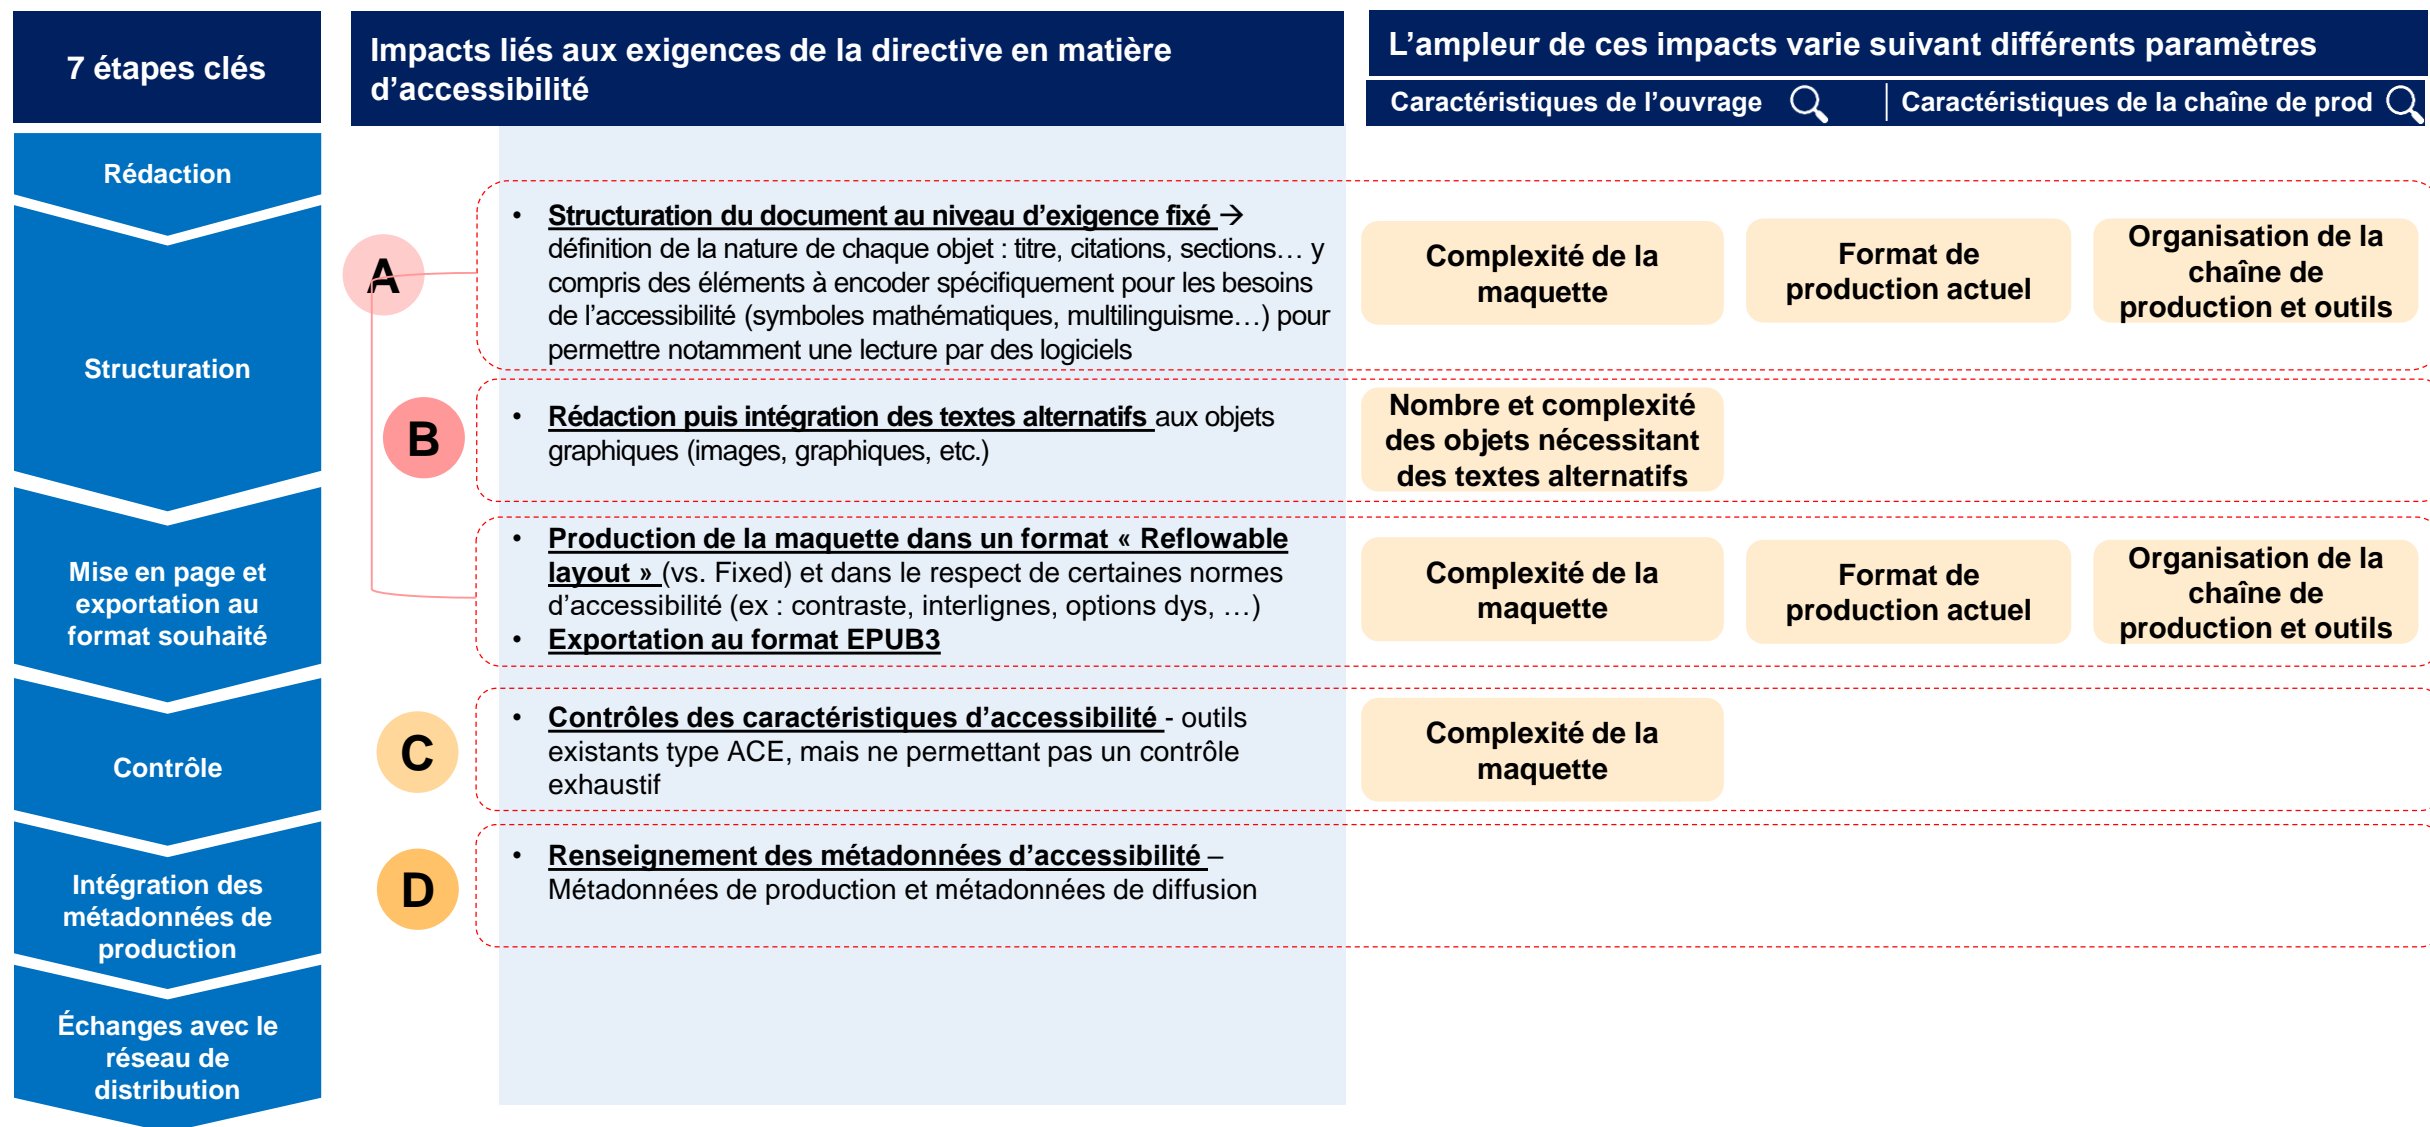 7 étapes clés
Impacts liés aux exigences de la directive en matière
d’accessibilité
L’ampleur de ces impacts varie suivant différents paramètres
Caractéristiques de l’ouvrage
Caractéristiques de la chaîne de prod
Rédaction
Structuration
Mise en page et
exportation au
format souhaité
Contrôle
Intégration des
métadonnées de
production
Échanges avec le
réseau de
distribution
A
• Structuration du document au niveau d’exigence fixé →
définition de la nature de chaque objet : titre, citations, sections… y
compris des éléments à encoder spécifiquement pour les besoins
de l’accessibilité (symboles mathématiques, multilinguisme…) pour
permettre notamment une lecture par des logiciels
Complexité de la
maquette
Format de
production actuel
Organisation de la
chaîne de
production et outils
B
• Rédaction puis intégration des textes alternatifs aux objets
graphiques (images, graphiques, etc.)
Nombre et complexité
des objets nécessitant
des textes alternatifs
• Production de la maquette dans un format « Reflowable
layout » (vs. Fixed) et dans le respect de certaines normes
d’accessibilité (ex : contraste, interlignes, options dys, …)
• Exportation au format EPUB3
Complexité de la
maquette
Format de
production actuel
Organisation de la
chaîne de
production et outils
C
• Contrôles des caractéristiques d’accessibilité - outils
existants type ACE, mais ne permettant pas un contrôle
exhaustif
Complexité de la
maquette
D
• Renseignement des métadonnées d’accessibilité –
Métadonnées de production et métadonnées de diffusion